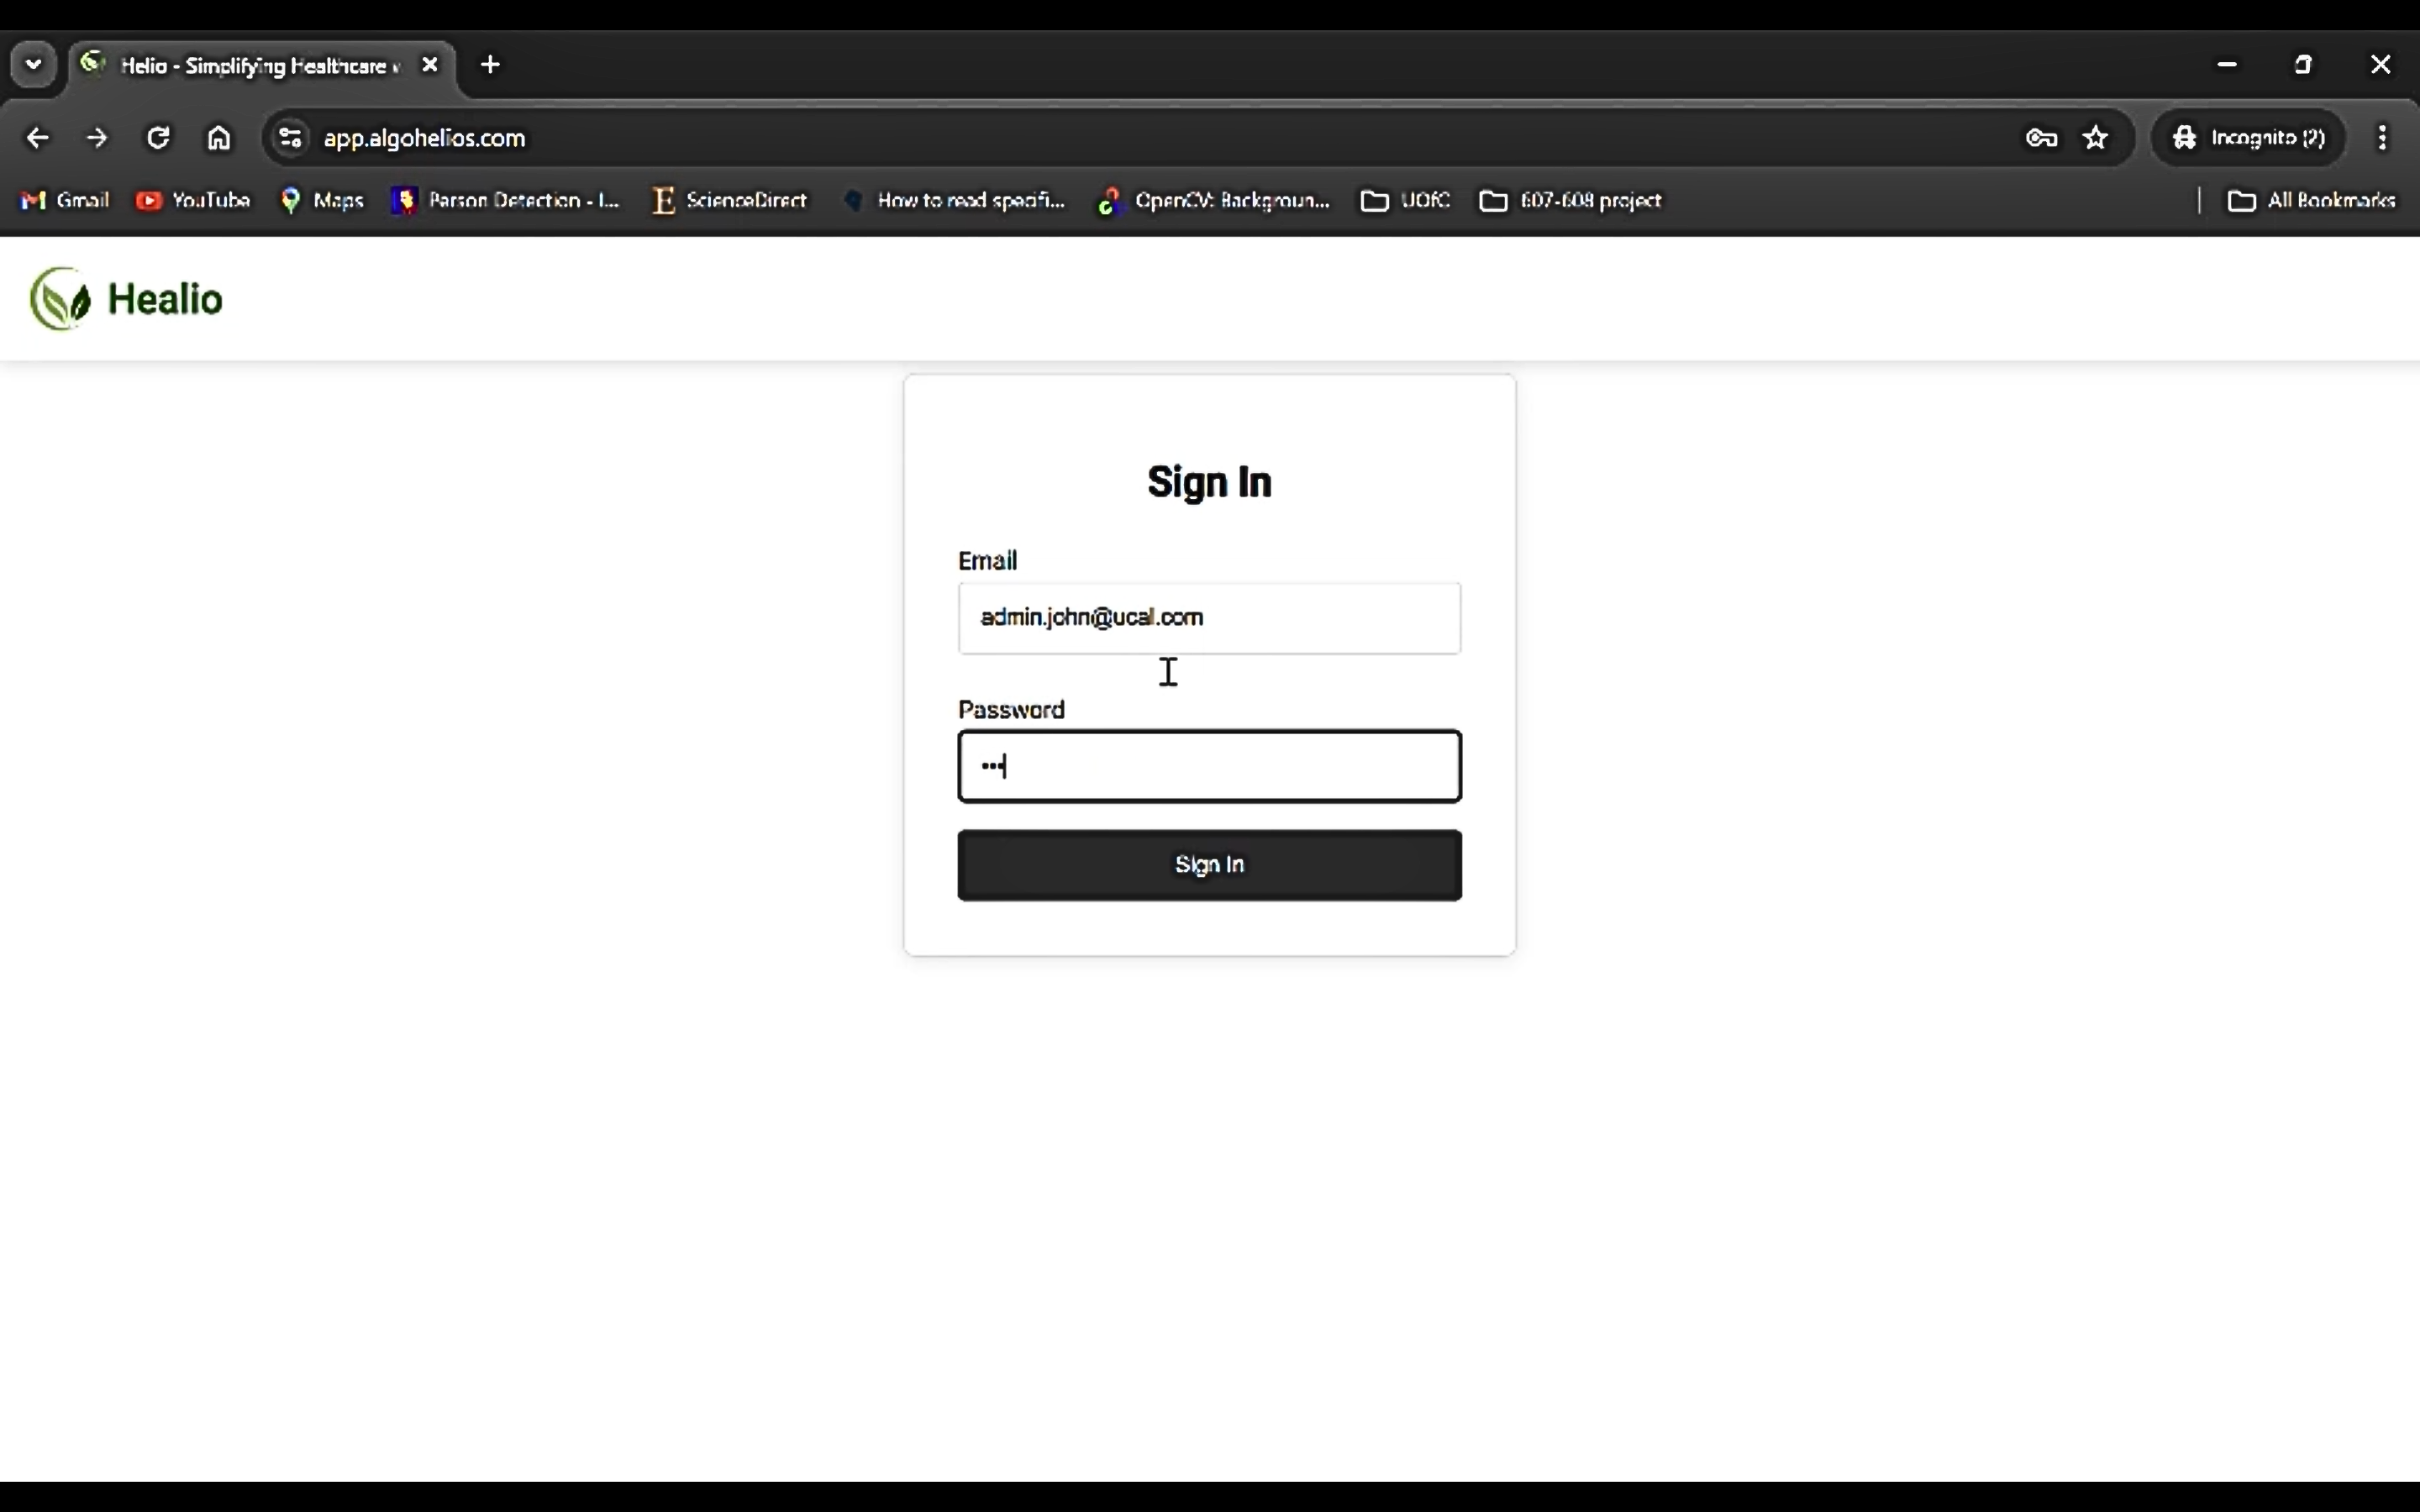 Helio - Simplifying Healthcare
app.algohelios.com
Incognito (2)
Gmail
YouTube
Maps
Person Detection - I...
ScienceDirect
How to read specifi...
OpenCV: Backgroun...
UOfC
607-608 project
All Bookmarks
Healio
Sign In
Email
admin.john@ucal.com
Password
•••
Sign In